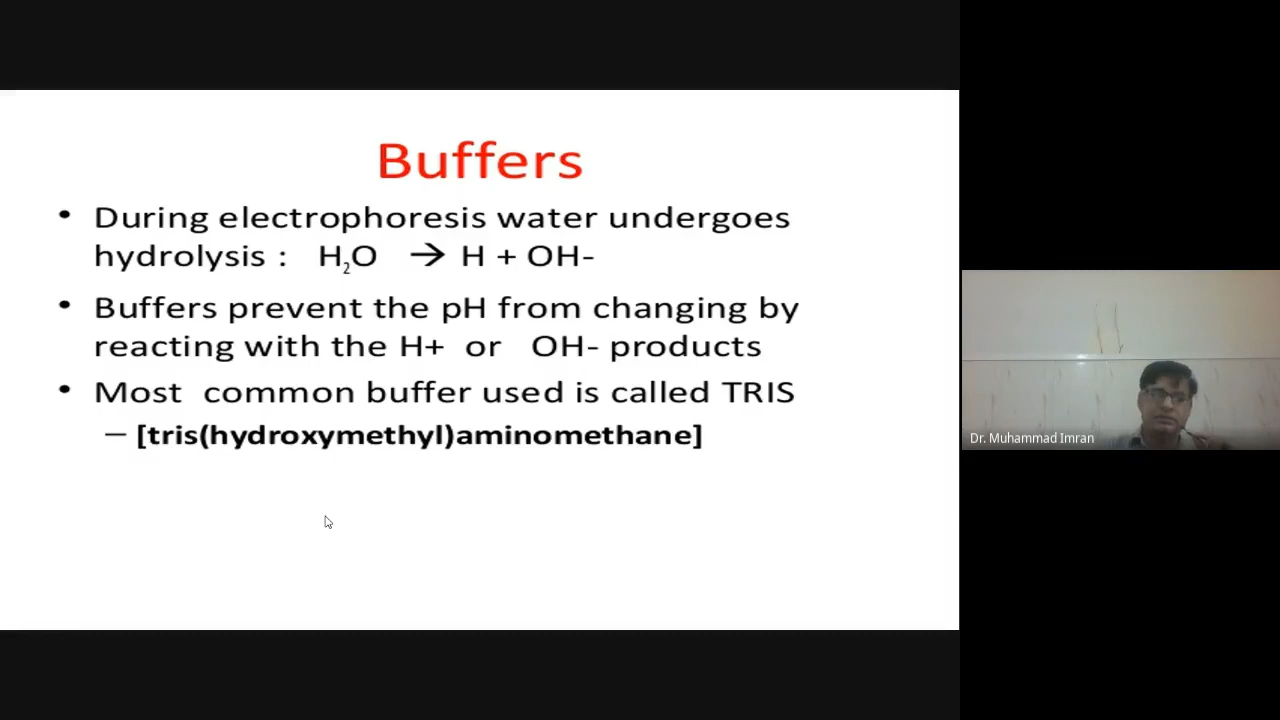 Buffers
• During electrophoresis water undergoes
hydrolysis : H₂O → H + OH-
• Buffers prevent the pH from changing by
reacting with the H+ or OH- products
• Most common buffer used is called TRIS
– [tris(hydroxymethyl)aminomethane]
Dr. Muhammad Imran